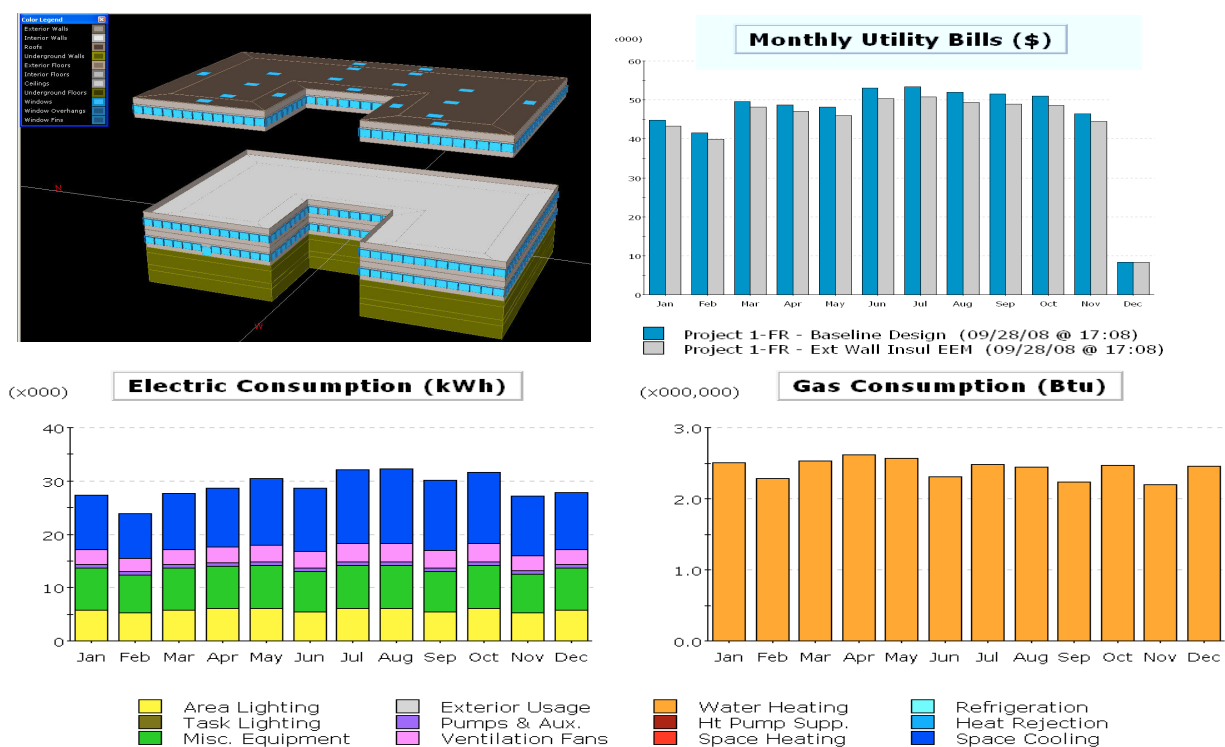 Color Legend
Exterior Walls
Interior Walls
Roofs
Underground Walls
Exterior Floors
Interior Floors
Ceilings
Underground Floors
Windows
Window Overhangs
Window Fins
N
W
Monthly Utility Bills ($)
(000)
60
50
40
30
20
10
0
Jan Feb Mar Apr May Jun Jul Aug Sep Oct Nov Dec
Project 1-FR - Baseline Design (09/28/08 @ 17:08)
Project 1-FR - Ext Wall Insul EEM (09/28/08 @ 17:08)
Electric Consumption (kWh)
(x000)
40
30
20
10
0
Jan Feb Mar Apr May Jun Jul Aug Sep Oct Nov Dec
Gas Consumption (Btu)
(x000,000)
3.0
2.0
1.0
0.0
Jan Feb Mar Apr May Jun Jul Aug Sep Oct Nov Dec
Area Lighting Exterior Usage Water Heating Refrigeration
Task Lighting Pumps & Aux. Ht Pump Supp. Heat Rejection
Misc. Equipment Ventilation Fans Space Heating Space Cooling